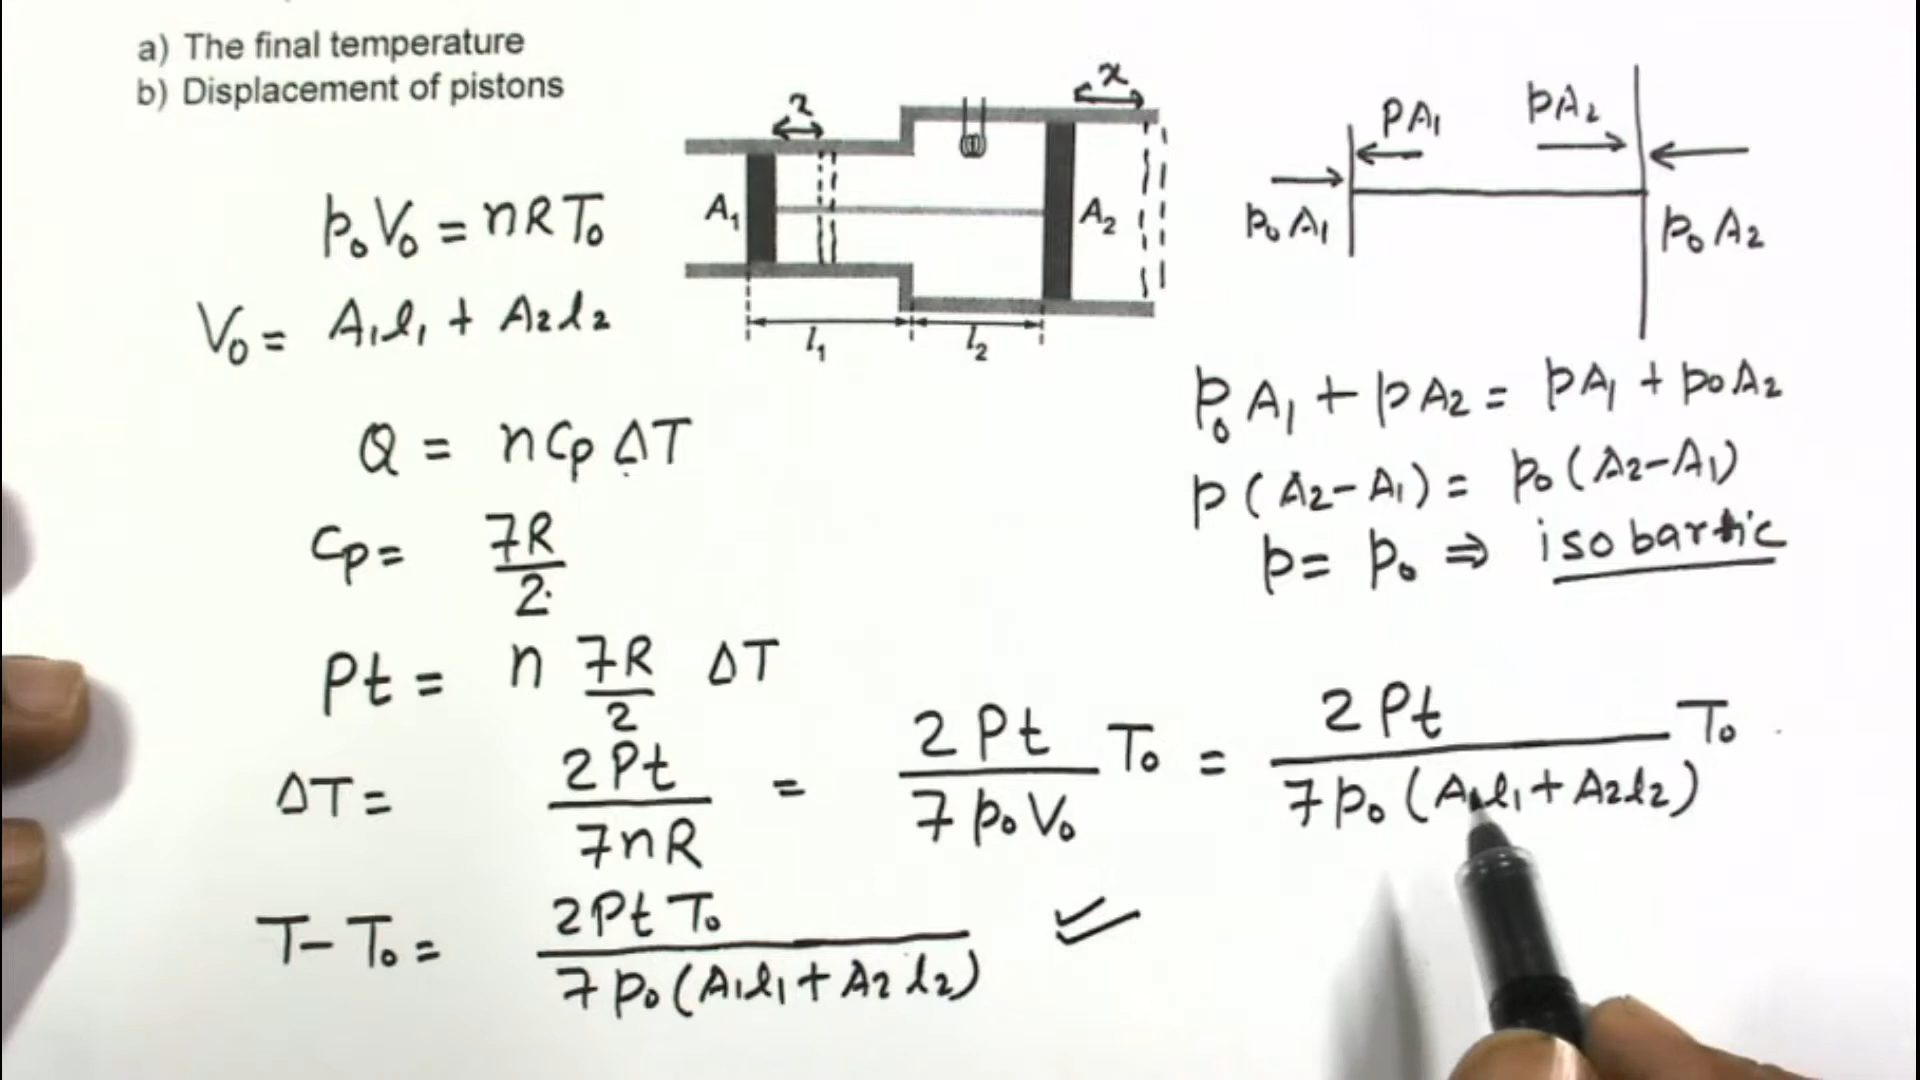 a) The final temperature
b) Displacement of pistons
x
x
A₁
A₂
l₁
l₂
pA₁
pA₂
p₀A₁
p₀A₂
p₀V₀ = nRT₀
V₀ = A₁l₁ + A₂l₂
Q = nCpΔT
Cp = 7R/2
Pt = n 7R/2 ΔT
ΔT = 2Pt/7nR = 2Pt/7p₀V₀ T₀ = 2Pt/7p₀(A₁l₁ + A₂l₂) T₀
T - T₀ = 2PtT₀/7p₀(A₁l₁ + A₂l₂)
p₀A₁ + pA₂ = pA₁ + p₀A₂
p(A₂-A₁) = p₀(A₂-A₁)
p = p₀ ⇒ isobaric